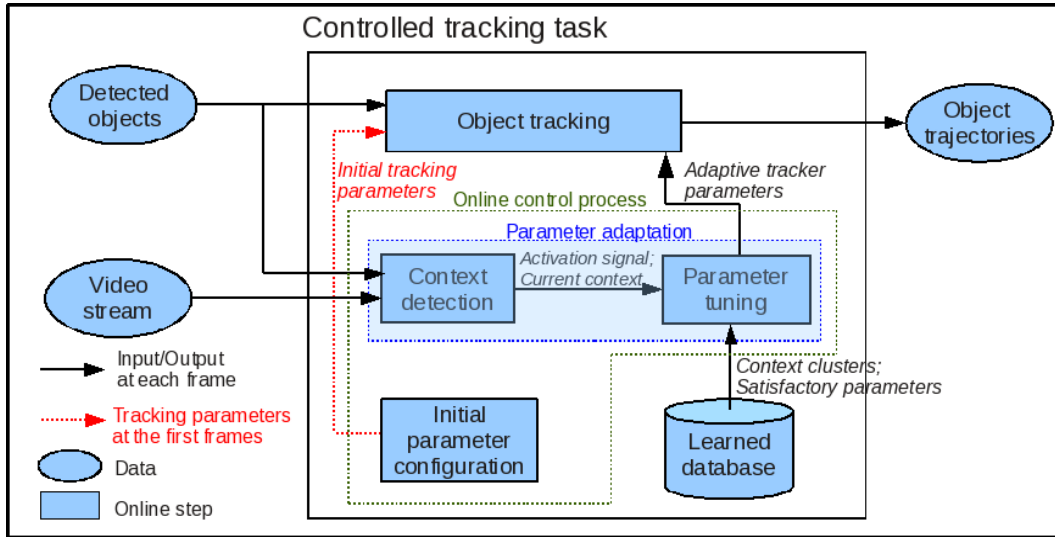 Controlled tracking task
Detected
objects
Object tracking
Object
trajectories
Initial tracking
parameters
Adaptive tracker
parameters
Online control process
Parameter adaptation
Video
stream
Context
detection
Activation signal;
Current context
Parameter
tuning
Input/Output
at each frame
Context clusters;
Satisfactory parameters
Tracking parameters
at the first frames
Initial
parameter
configuration
Learned
database
Data
Online step